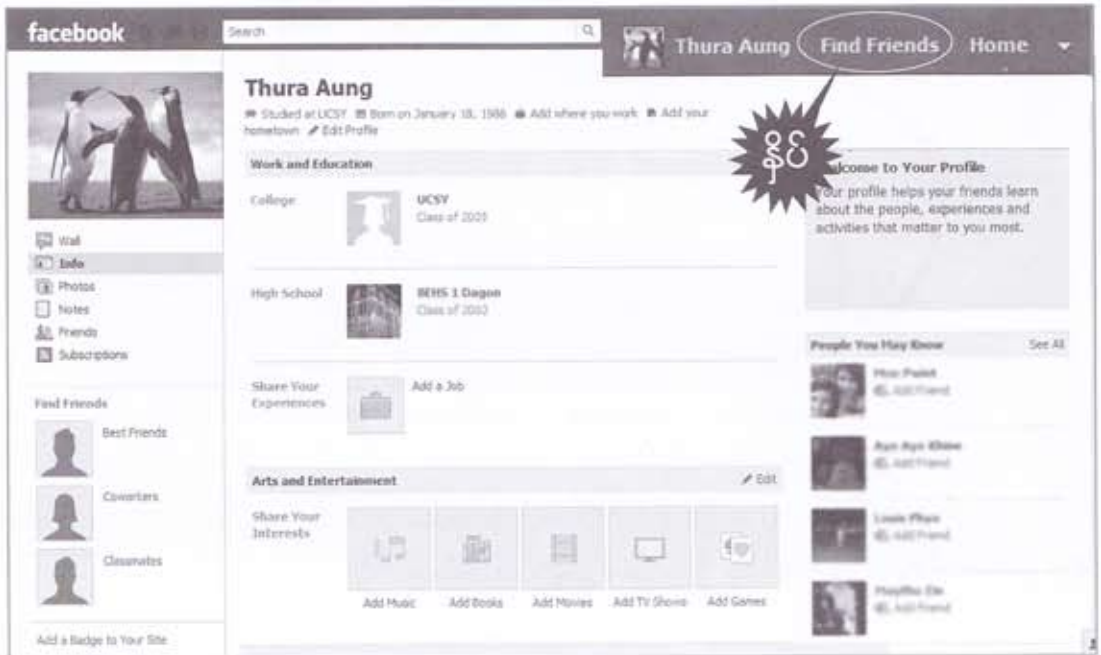 facebook
Search
Thura Aung Find Friends Home
Thura Aung
Studied at UCSY Born on January 18, 1986 Add where you work Add your
hometown Edit Profile
နှိပ်
Work and Education
College UCSY
Class of 2005
High School BEHS 1 Dagon
Class of 2002
Share Your Add a Job
Experiences
Arts and Entertainment Edit
Share Your
Interests
Add Music Add Books Add Movies Add TV Shows Add Games
Wall
Info
Photos
Notes
Friends
Subscriptions
Find Friends
Best Friends
Coworkers
Classmates
Add a Badge to Your Site
Welcome to Your Profile
Your profile helps your friends learn
about the people, experiences and
activities that matter to you most.
People You May Know See All
Add Friend
Aye Aye Khine
Add Friend
Add Friend
Add Friend